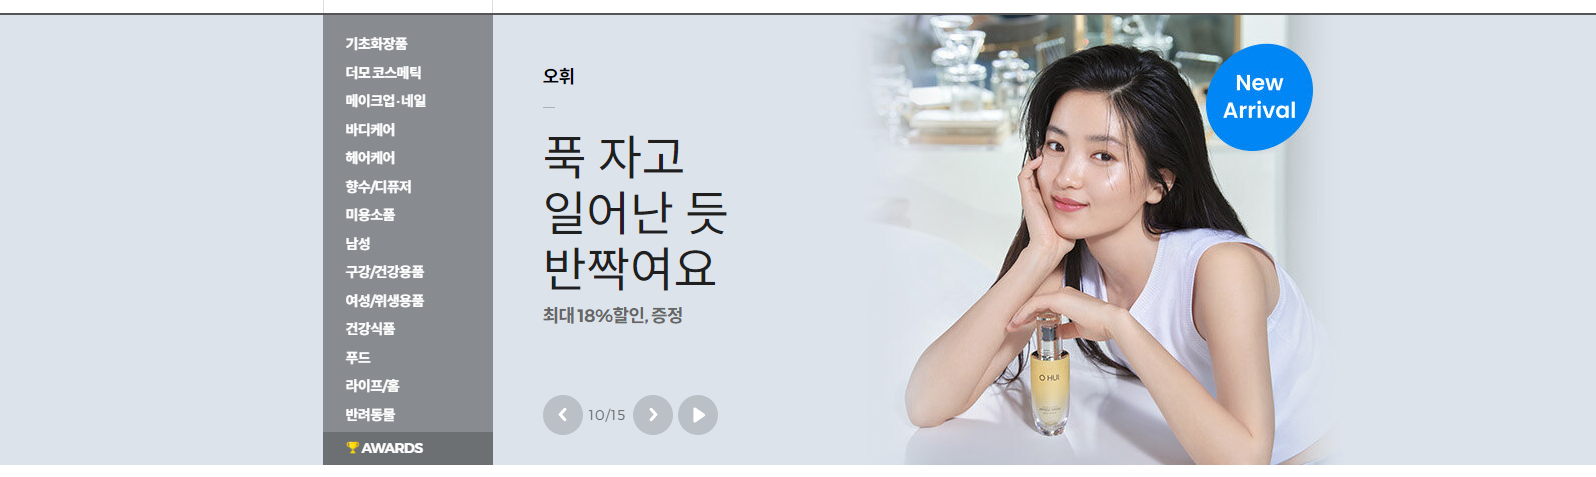 기초화장품
더모 코스메틱
메이크업·네일
바디케어
헤어케어
향수/디퓨저
미용소품
남성
구강/건강용품
여성/위생용품
건강식품
푸드
라이프/홈
반려동물
AWARDS
오휘
푹 자고
일어난 듯
반짝여요
최대 18%할인, 증정
10/15
New
Arrival
O HUI